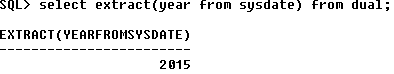 SQL> select extract(year from sysdate) from dual;
EXTRACT(YEARFROMSYSDATE)
------------------------
2015